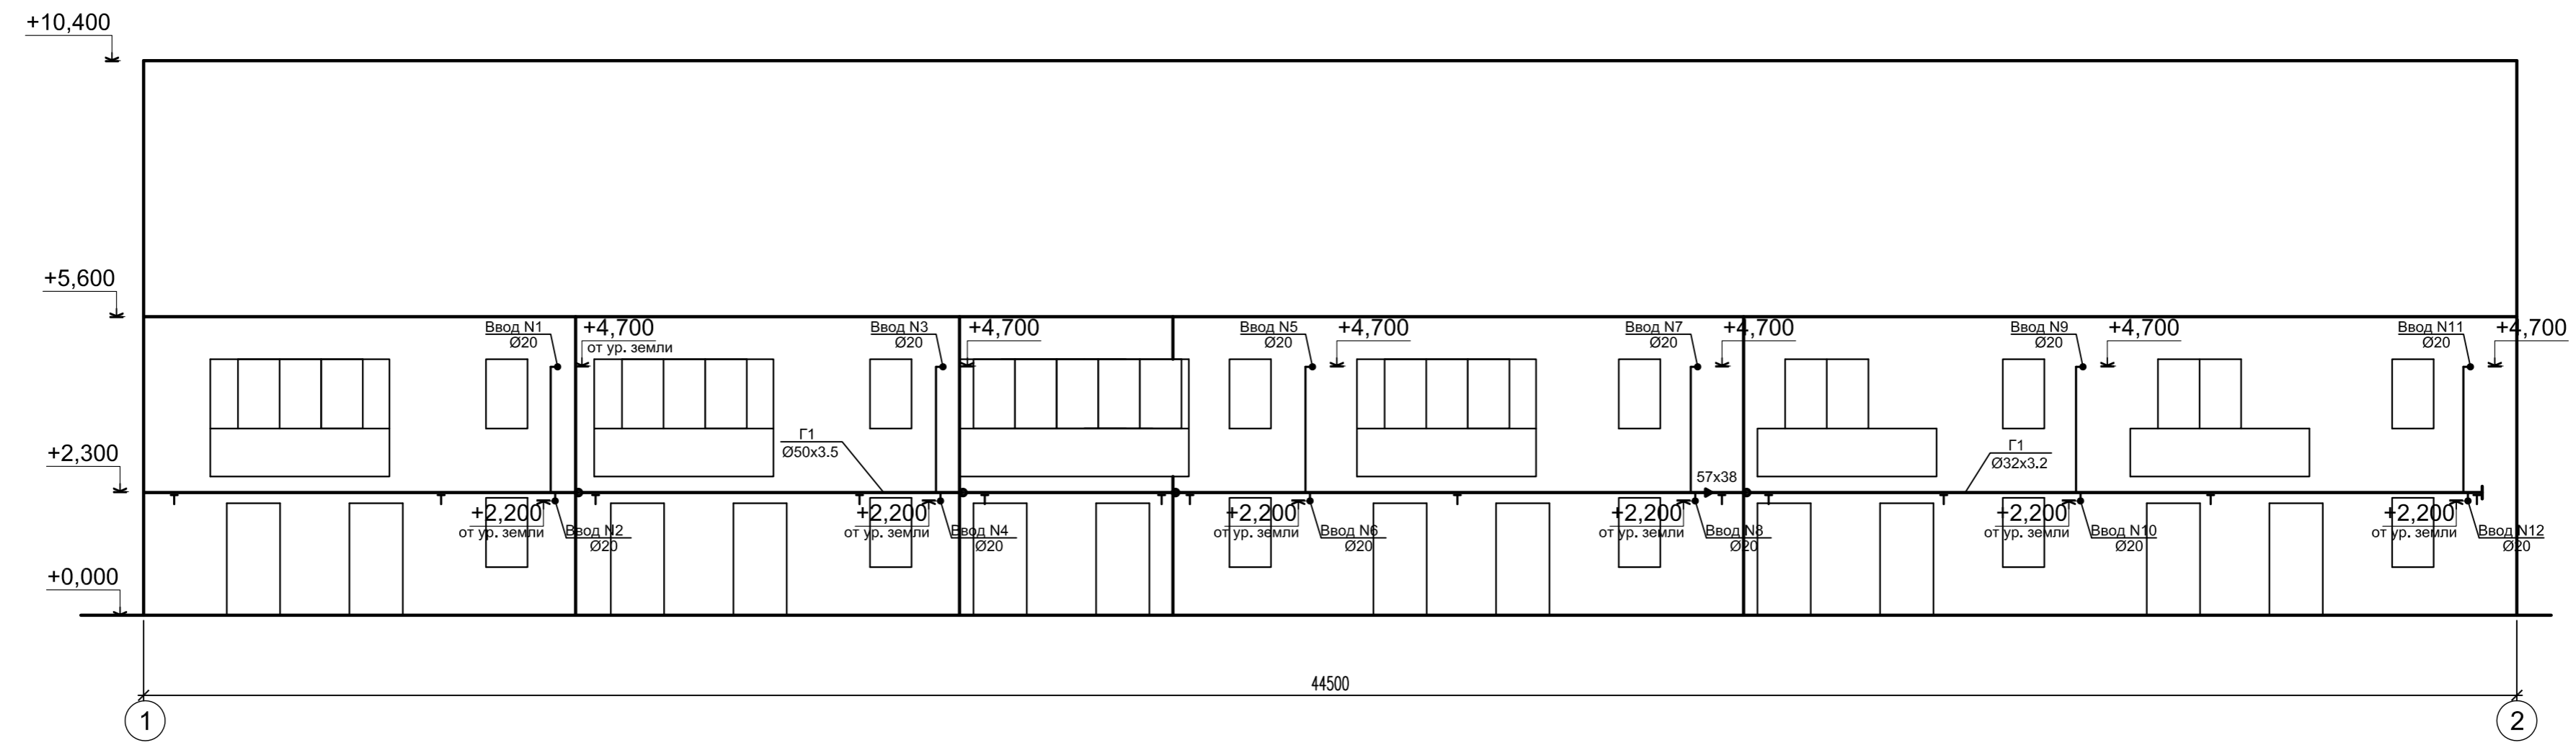 +10,400
+5,600
Ввод N1
Ø20
+4,700
от ур. земли
Ввод N3
Ø20
+4,700
Ввод N5
Ø20
+4,700
Ввод N7
Ø20
+4,700
Ввод N9
Ø20
+4,700
Ввод N11
Ø20
+4,700
+2,300
Г1
Ø50х3.5
57х38
Г1
Ø32х3.2
+2,200
от ур. земли
Ввод N2
Ø20
+2,200
от ур. земли
Ввод N4
Ø20
+2,200
от ур. земли
Ввод N6
Ø20
+2,200
от ур. земли
Ввод N8
Ø20
+2,200
от ур. земли
Ввод N10
Ø20
+2,200
от ур. земли
Ввод N12
Ø20
+0,000
44500
1
2